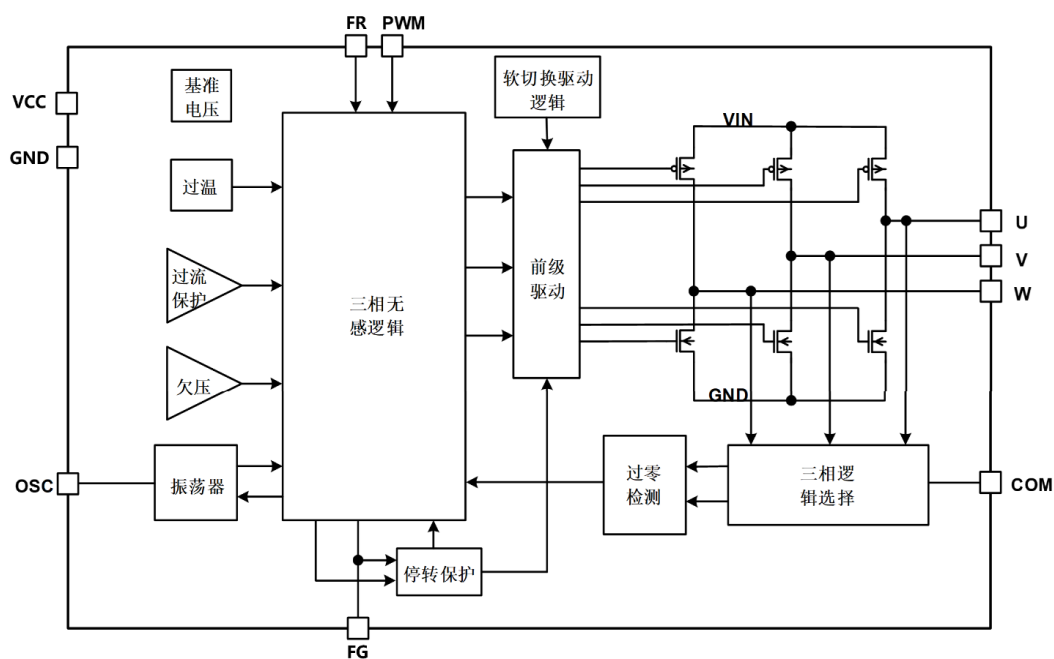 FR
PWM
VCC
GND
基准
电压
软切换驱动
逻辑
VIN
过温
U
V
W
过流
保护
三相无
感逻辑
前级
驱动
欠压
GND
OSC
振荡器
过零
检测
三相逻
辑选择
COM
停转保护
FG